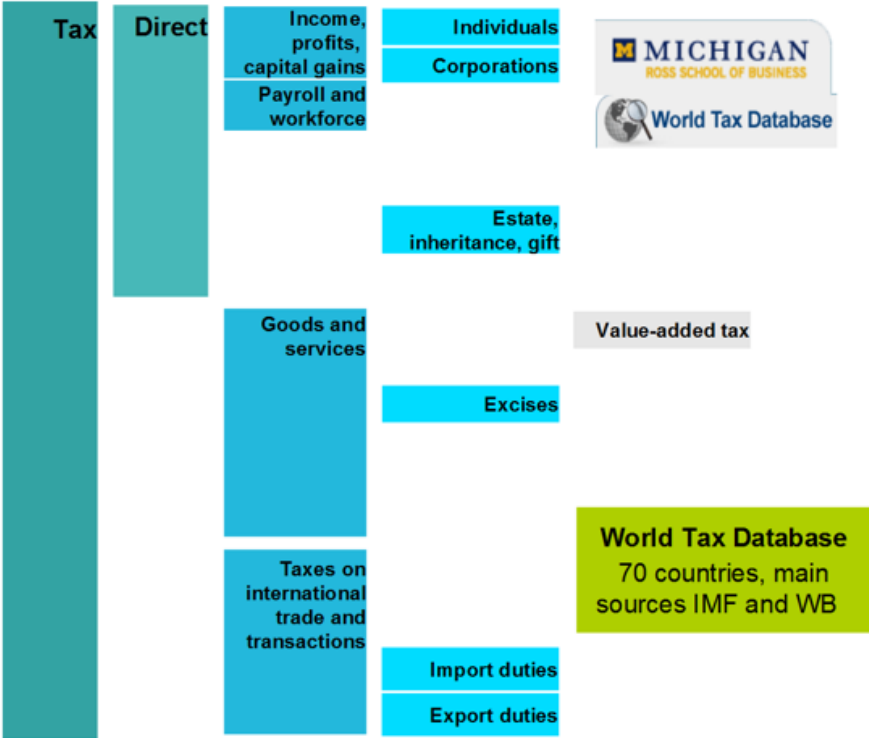 Tax
Direct
Income,
profits,
capital gains
Individuals
Corporations
Payroll and
workforce
M MICHIGAN
ROSS SCHOOL OF BUSINESS
World Tax Database
Estate,
inheritance, gift
Goods and
services
Value-added tax
Excises
World Tax Database
70 countries, main
sources IMF and WB
Taxes on
international
trade and
transactions
Import duties
Export duties